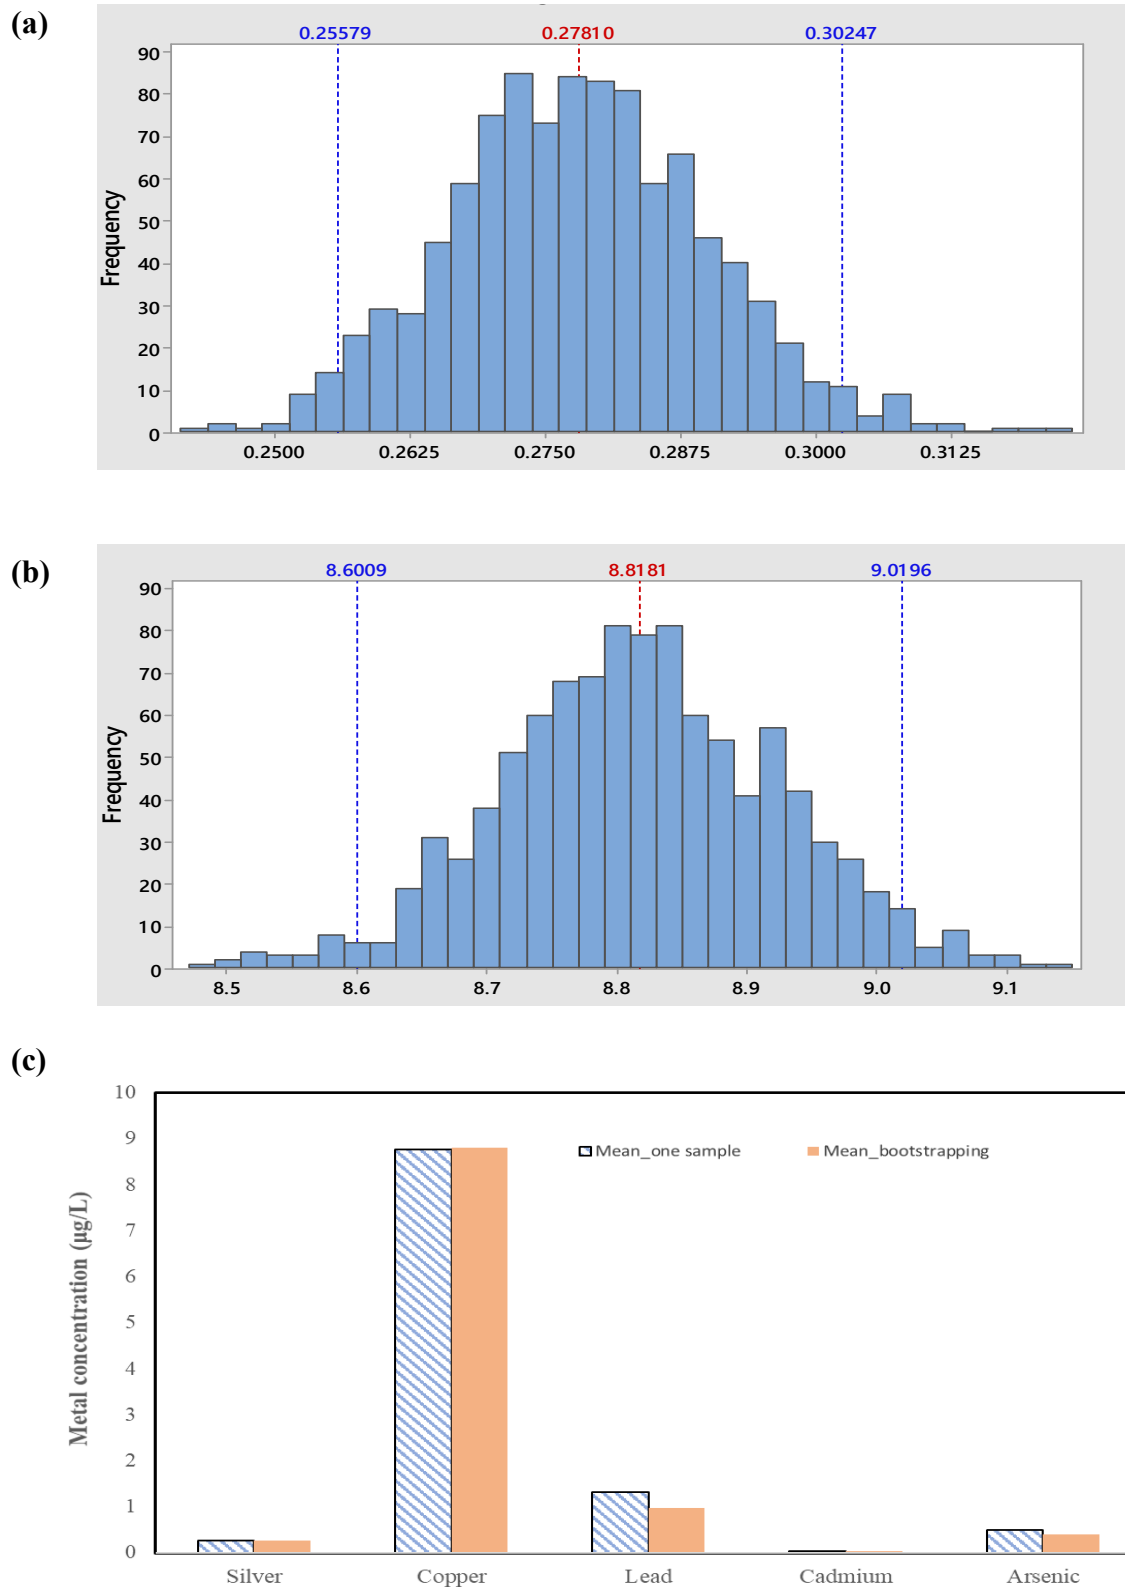 (a)
0.25579 0.27810 0.30247
90
80
70
60
50
40
30
20
10
0
Frequency
0.2500 0.2625 0.2750 0.2875 0.3000 0.3125
(b)
8.6009 8.8181 9.0196
90
80
70
60
50
40
30
20
10
0
Frequency
8.5 8.6 8.7 8.8 8.9 9.0 9.1
(c)
10
9
8
7
6
5
4
3
2
1
0
Metal concentration (µg/L)
Mean_one sample Mean_bootstrapping
Silver Copper Lead Cadmium Arsenic